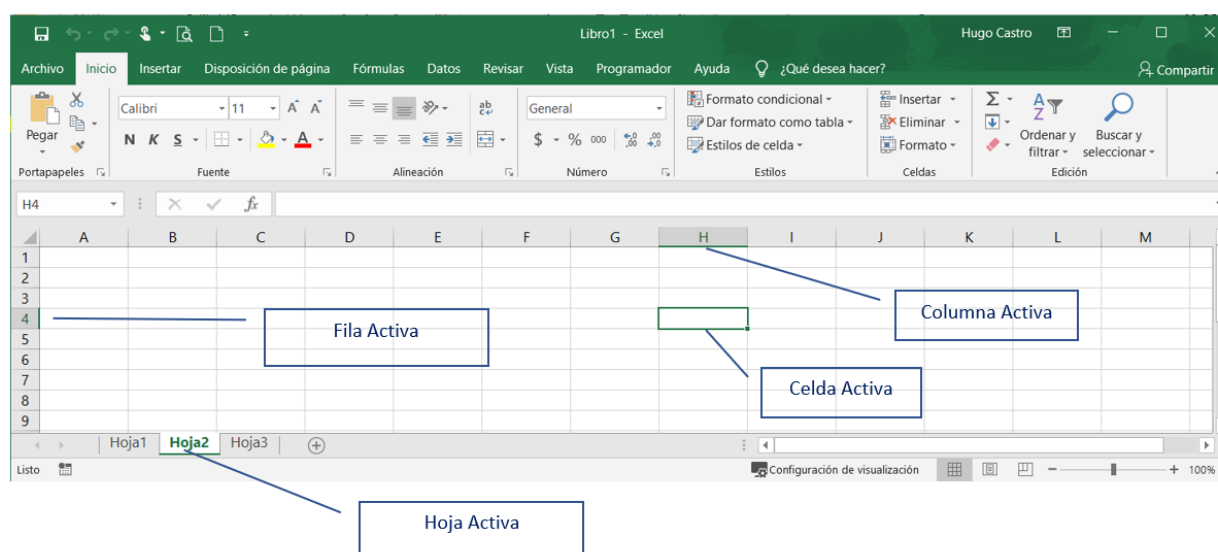 Libro1 - Excel
Hugo Castro
Archivo Inicio Insertar Disposición de página Fórmulas Datos Revisar Vista Programador Ayuda ¿Qué desea hacer? Compartir
Pegar
Calibri 11 A A
General
N K S A
$ % 000
Formato condicional
Dar formato como tabla
Estilos de celda
Insertar
Eliminar
Formato
Ordenar y filtrar
Buscar y seleccionar
Portapapeles Fuente Alineación Número Estilos Celdas Edición
H4 fx
A B C D E F G H I J K L M
1
2
3
4
5
6
7
8
9
Columna Activa
Fila Activa
Celda Activa
Hoja1 Hoja2 Hoja3
Listo Configuración de visualización 100%
Hoja Activa